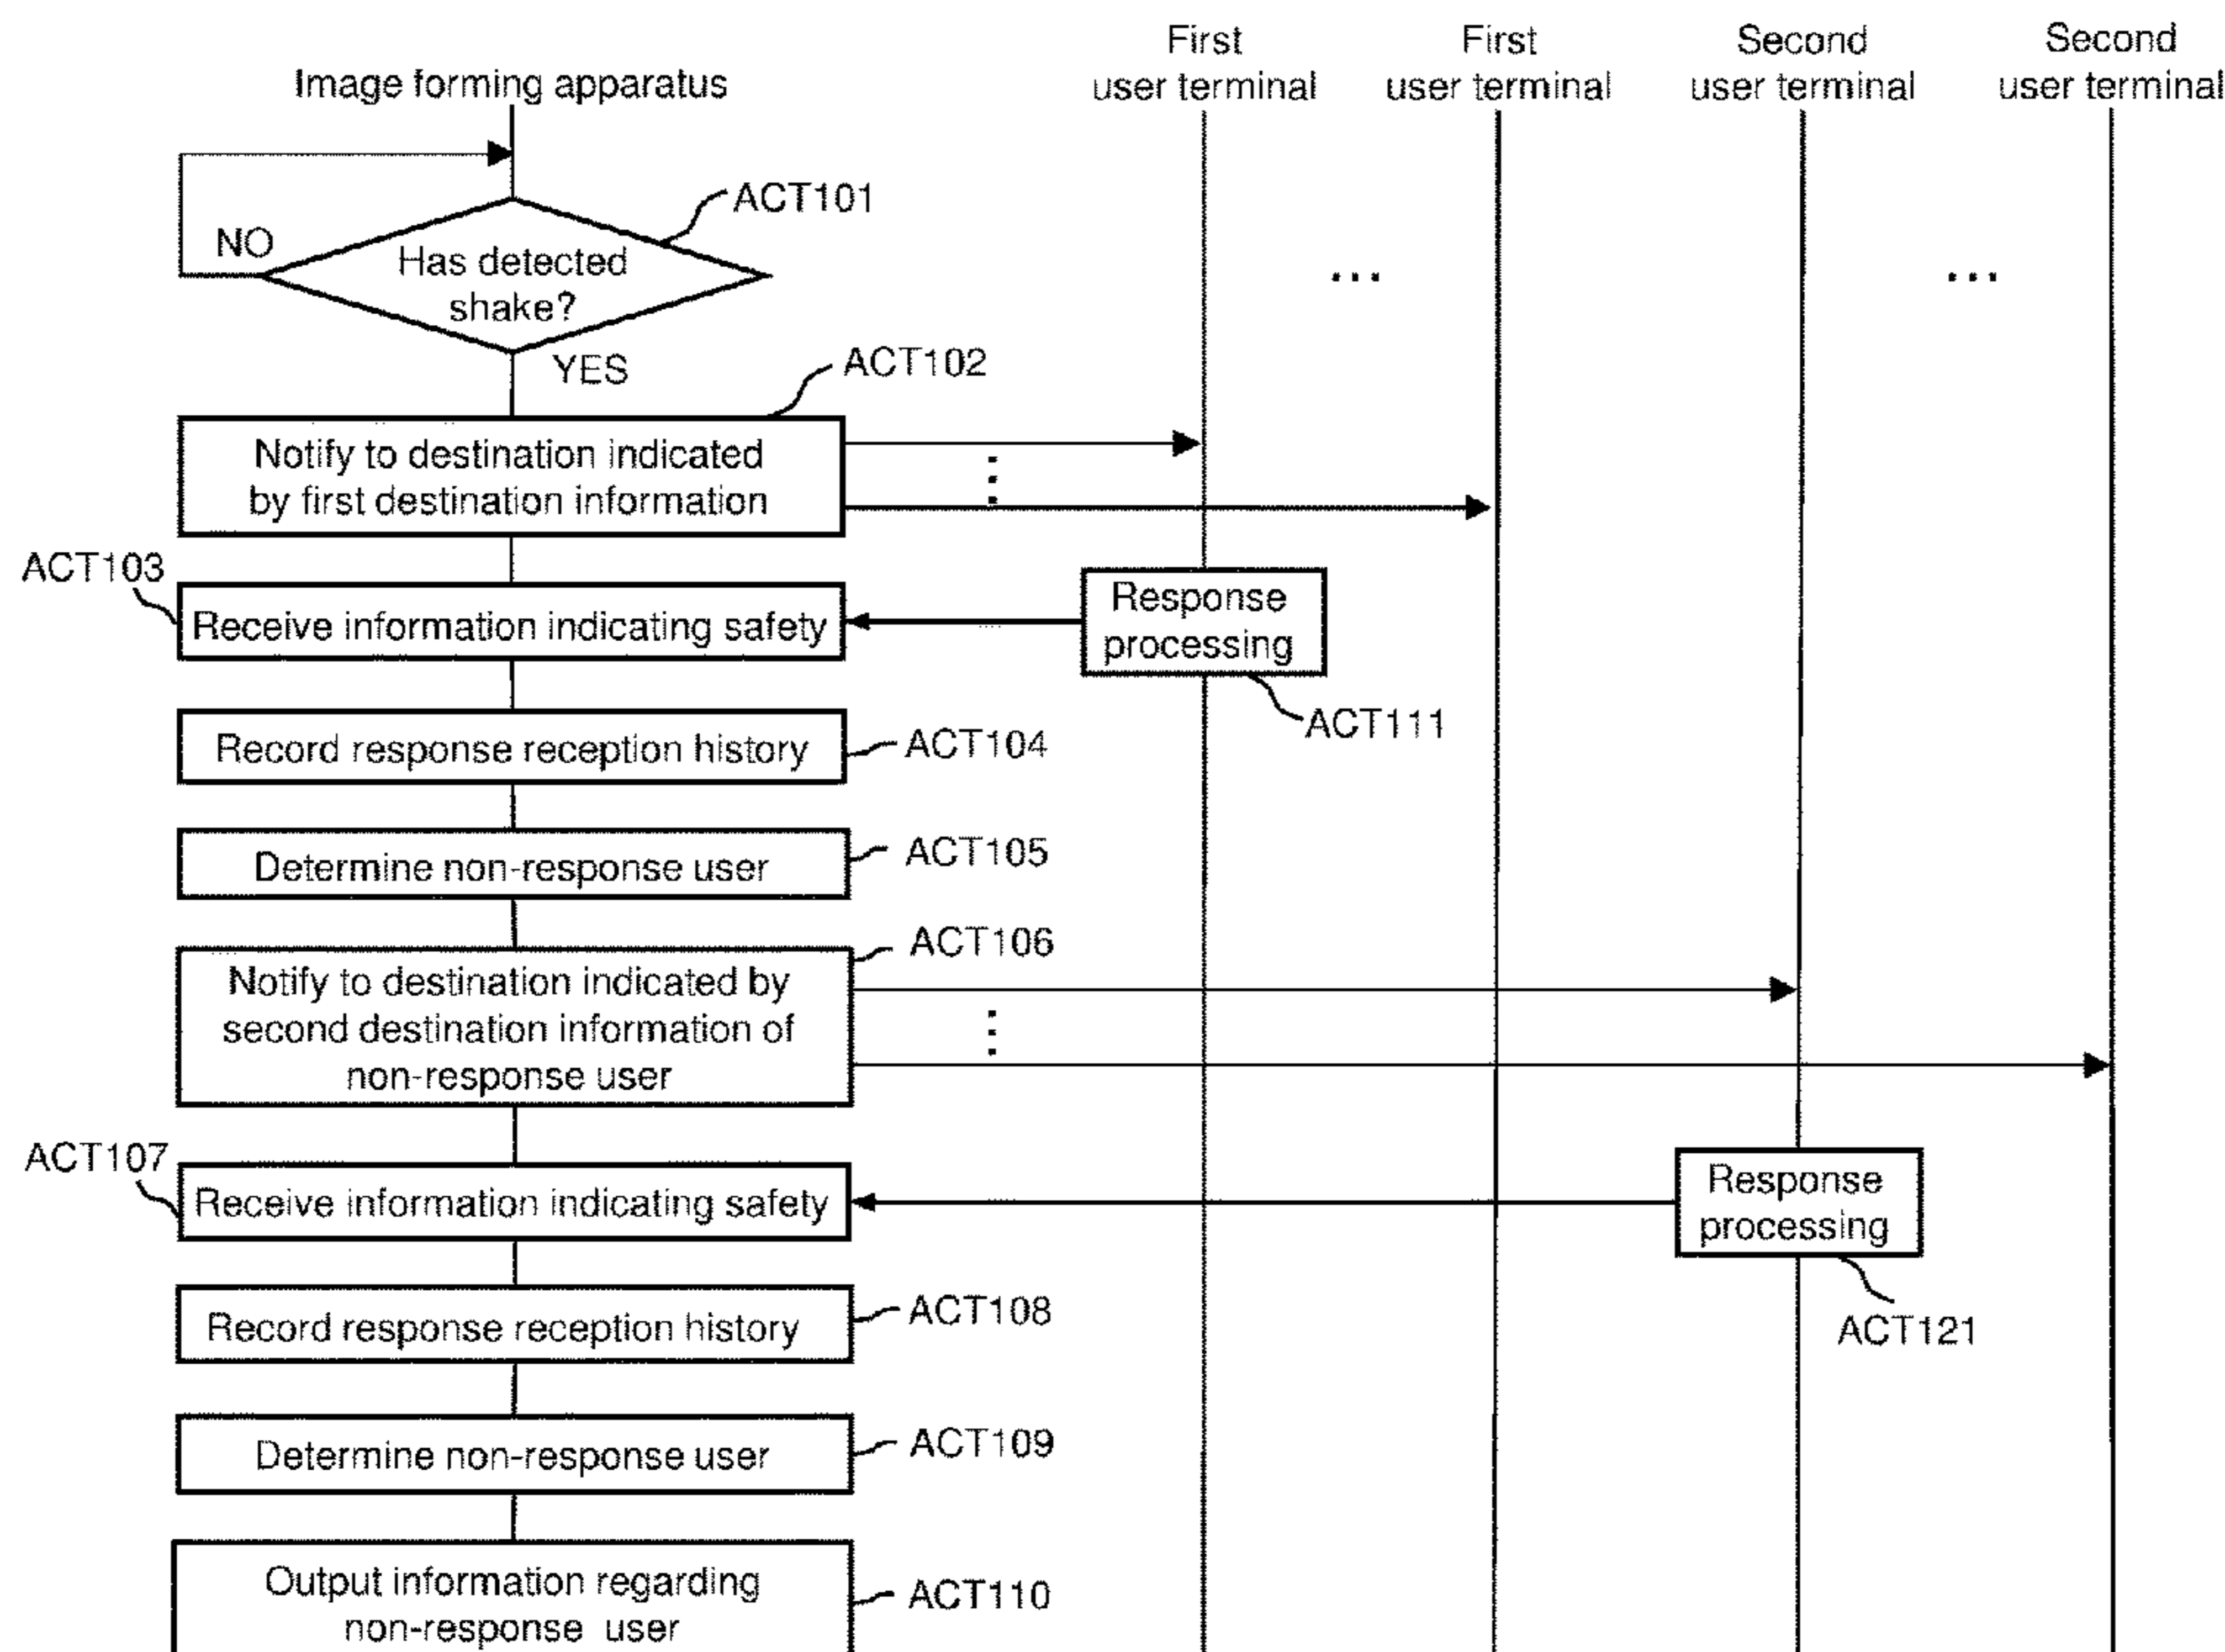 First
user terminal
First
user terminal
Second
user terminal
Second
user terminal
Image forming apparatus
ACT101
NO
Has detected
shake?
...
...
YES
ACT102
Notify to destination indicated
by first destination information
ACT103
Receive information indicating safety
Response
processing
ACT111
Record response reception history
ACT104
Determine non-response user
ACT105
ACT106
Notify to destination indicated by
second destination information of
non-response user
ACT107
Receive information indicating safety
Response
processing
ACT121
Record response reception history
ACT108
Determine non-response user
ACT109
Output information regarding
non-response user
ACT110